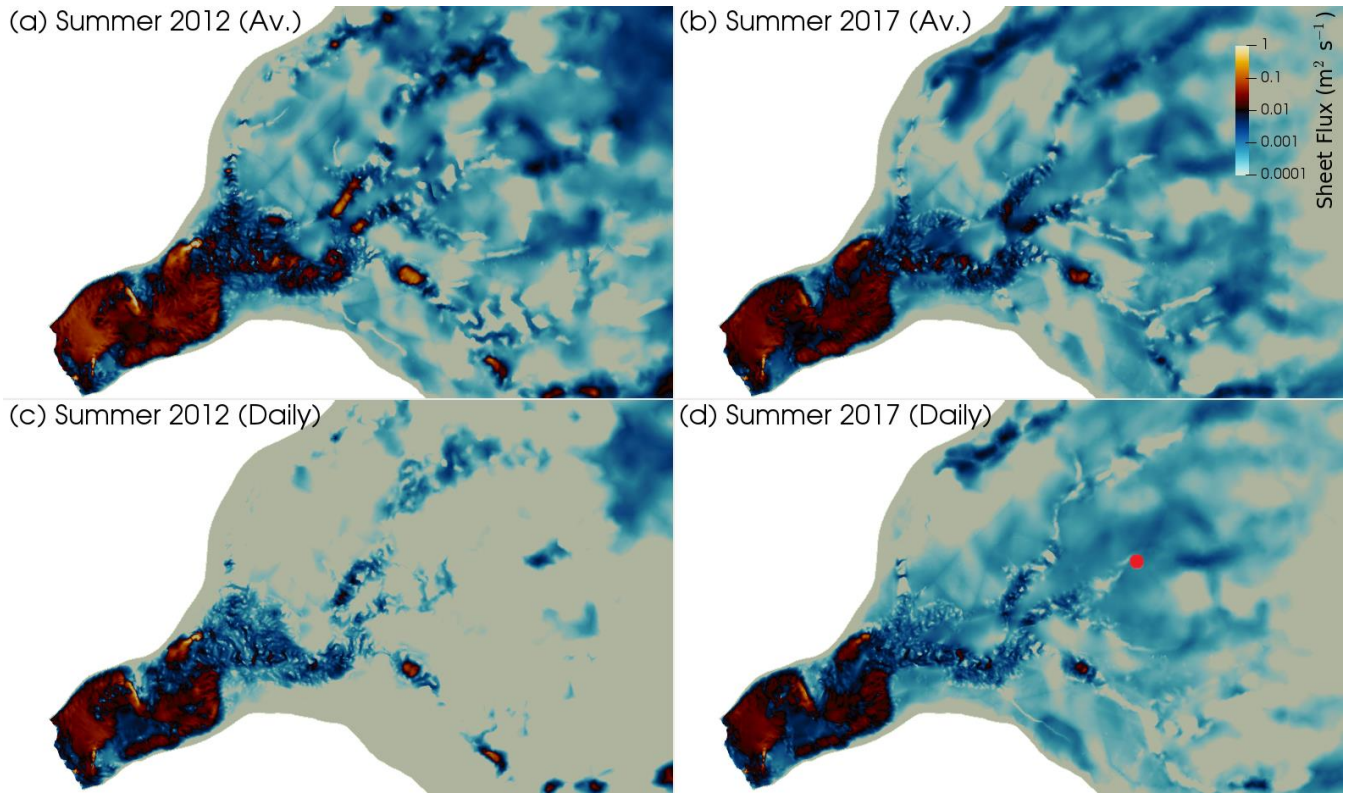 (a) Summer 2012 (Av.)
(b) Summer 2017 (Av.)
1
0.1
0.01
0.001
0.0001
Sheet Flux (m² s⁻¹)
(c) Summer 2012 (Daily)
(d) Summer 2017 (Daily)